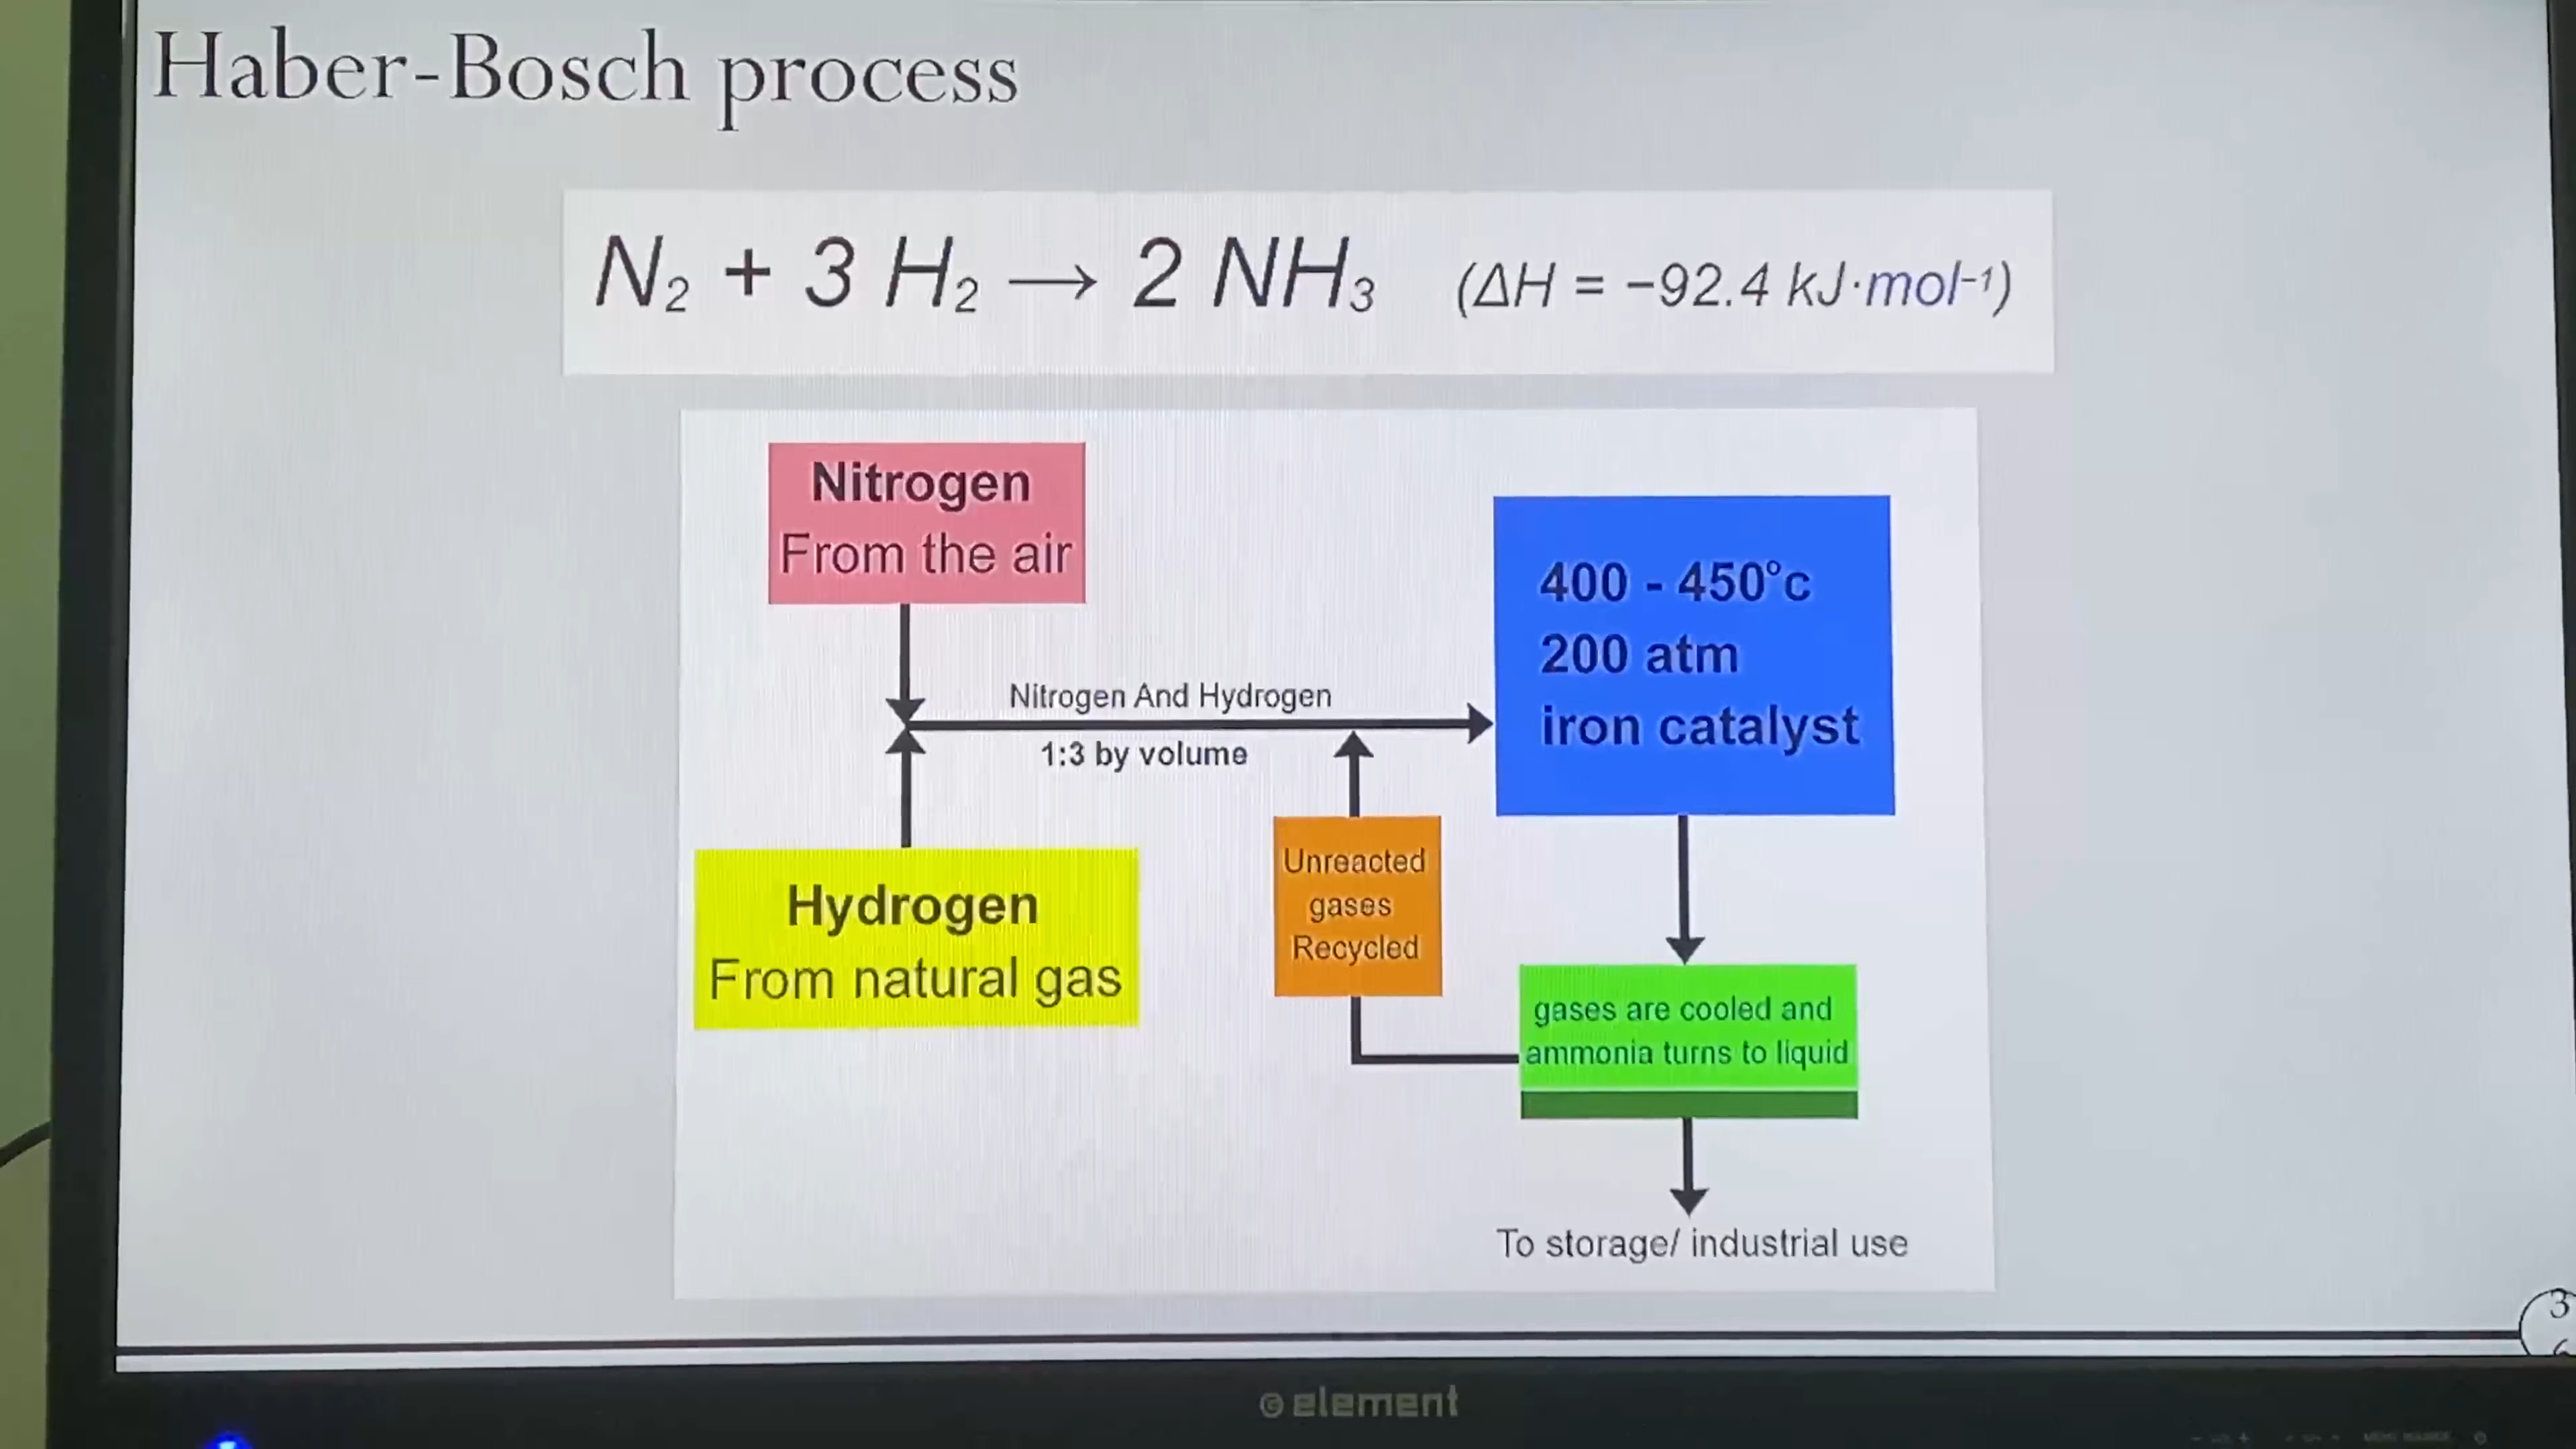 Haber-Bosch process
N₂ + 3 H₂ → 2 NH₃ (ΔH = −92.4 kJ·mol⁻¹)
Nitrogen
From the air
400 - 450°c
200 atm
iron catalyst
Nitrogen And Hydrogen
1:3 by volume
Hydrogen
From natural gas
Unreacted
gases
Recycled
gases are cooled and
ammonia turns to liquid
To storage/ industrial use
3
element